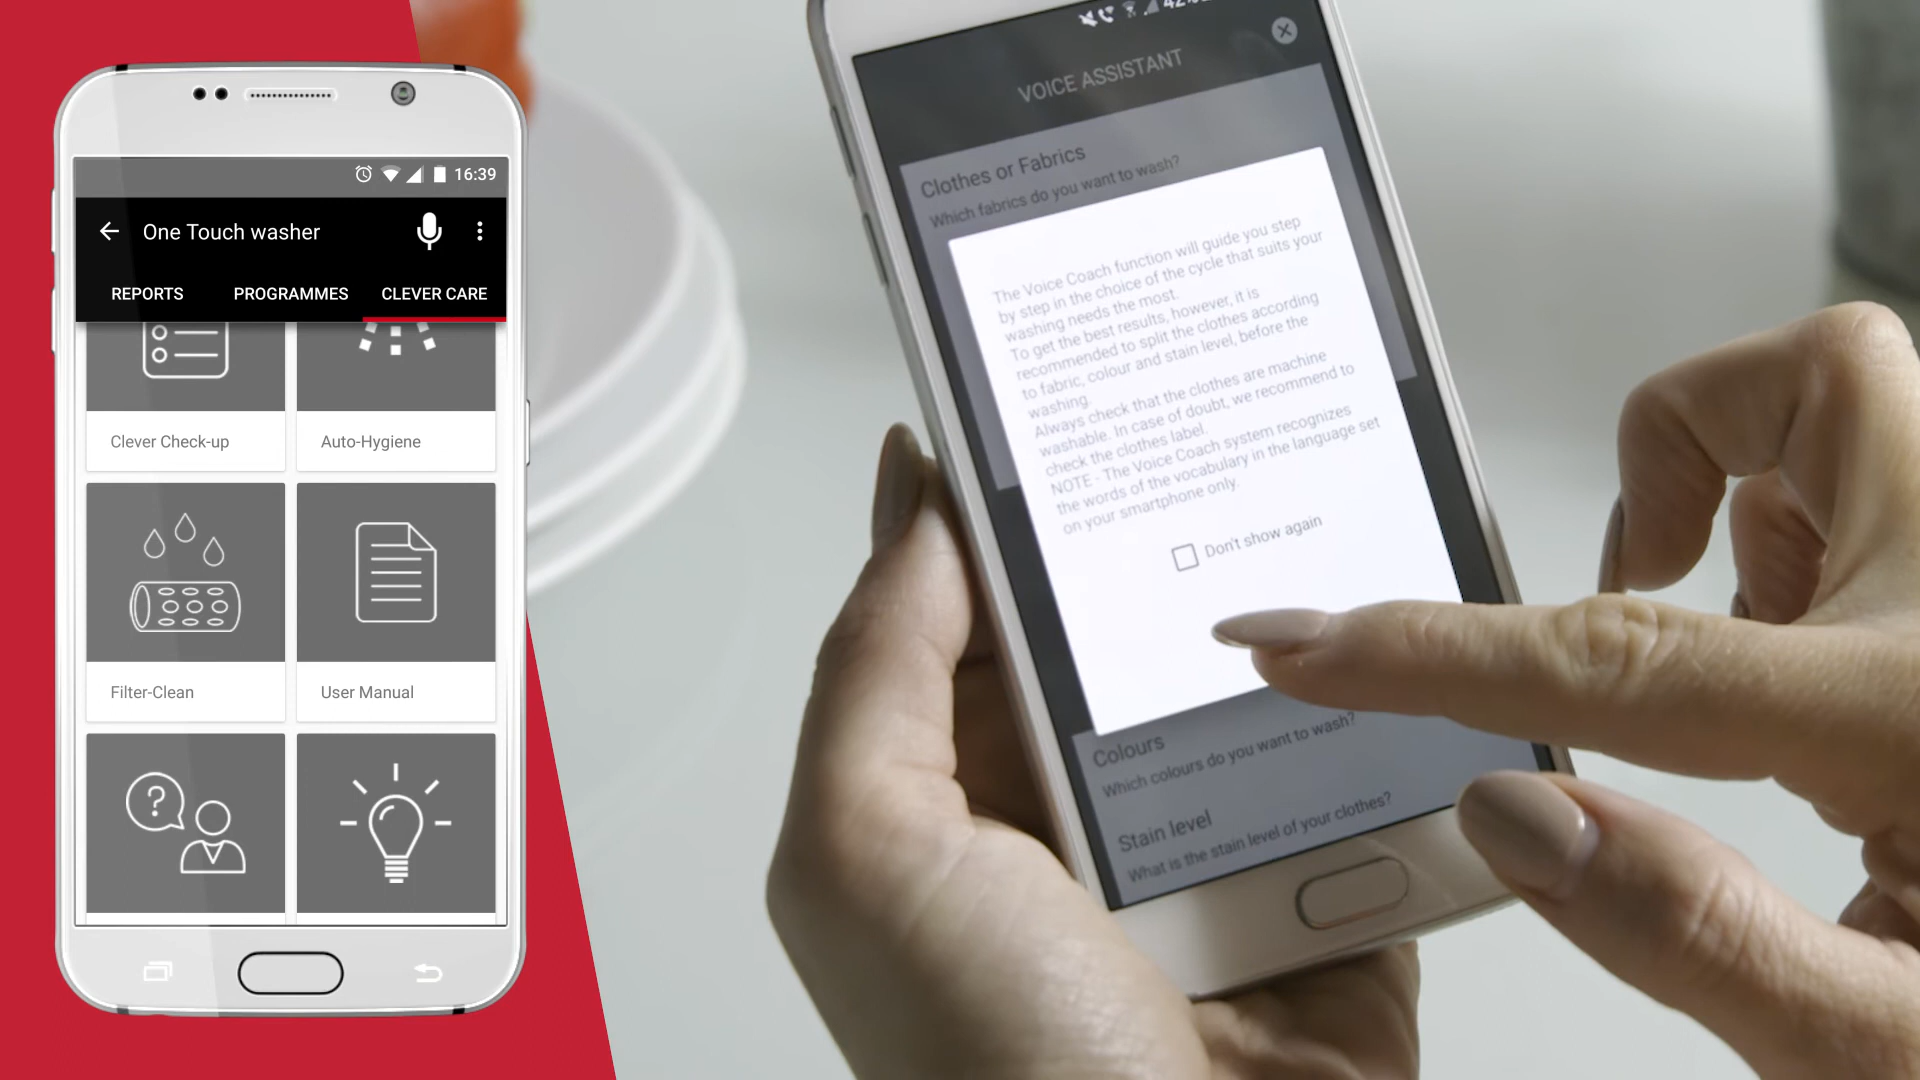 16:39
One Touch washer
REPORTS PROGRAMMES CLEVER CARE
Clever Check-up Auto-Hygiene
Filter-Clean User Manual
?
VOICE ASSISTANT
Clothes or Fabrics
Which fabrics do you want to wash?
The Voice Coach function will guide you step
by step in the choice of the cycle that suits your
washing needs the most.
To get the best results, however, it is
recommended to split the clothes according
to fabric, colour and stain level, before the
washing.
Always check that the clothes are machine
washable. In case of doubt, we recommend to
check the clothes label.
NOTE - The Voice Coach system recognizes
the words of the vocabulary in the language set
on your smartphone only.
Don't show again
Colours
Which colours do you want to wash?
Stain level
What is the stain level of your clothes?